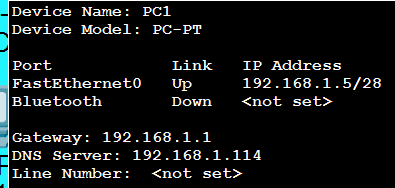 Device Name: PC1
Device Model: PC-PT
Port Link IP Address
FastEthernet0 Up 192.168.1.5/28
Bluetooth Down <not set>
Gateway: 192.168.1.1
DNS Server: 192.168.1.114
Line Number: <not set>